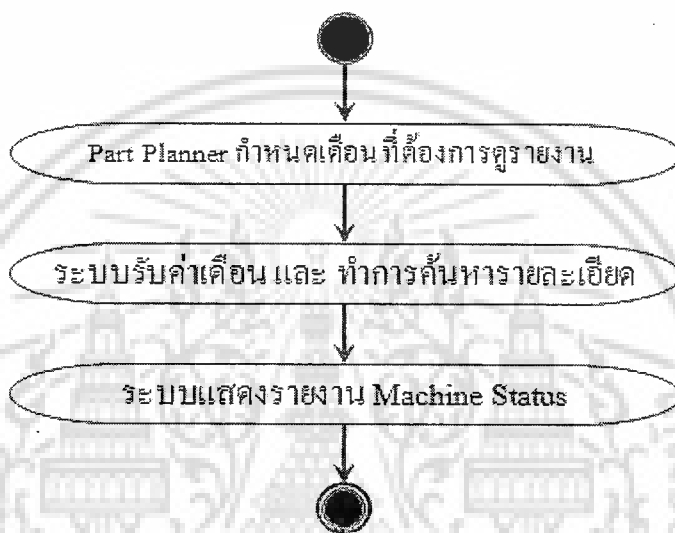 Part Planner กำหนดเดือน ที่ต้องการดูรายงาน
ระบบรับค่าเดือน และ ทำการค้นหารายละเอียด
ระบบแสดงรายงาน Machine Status